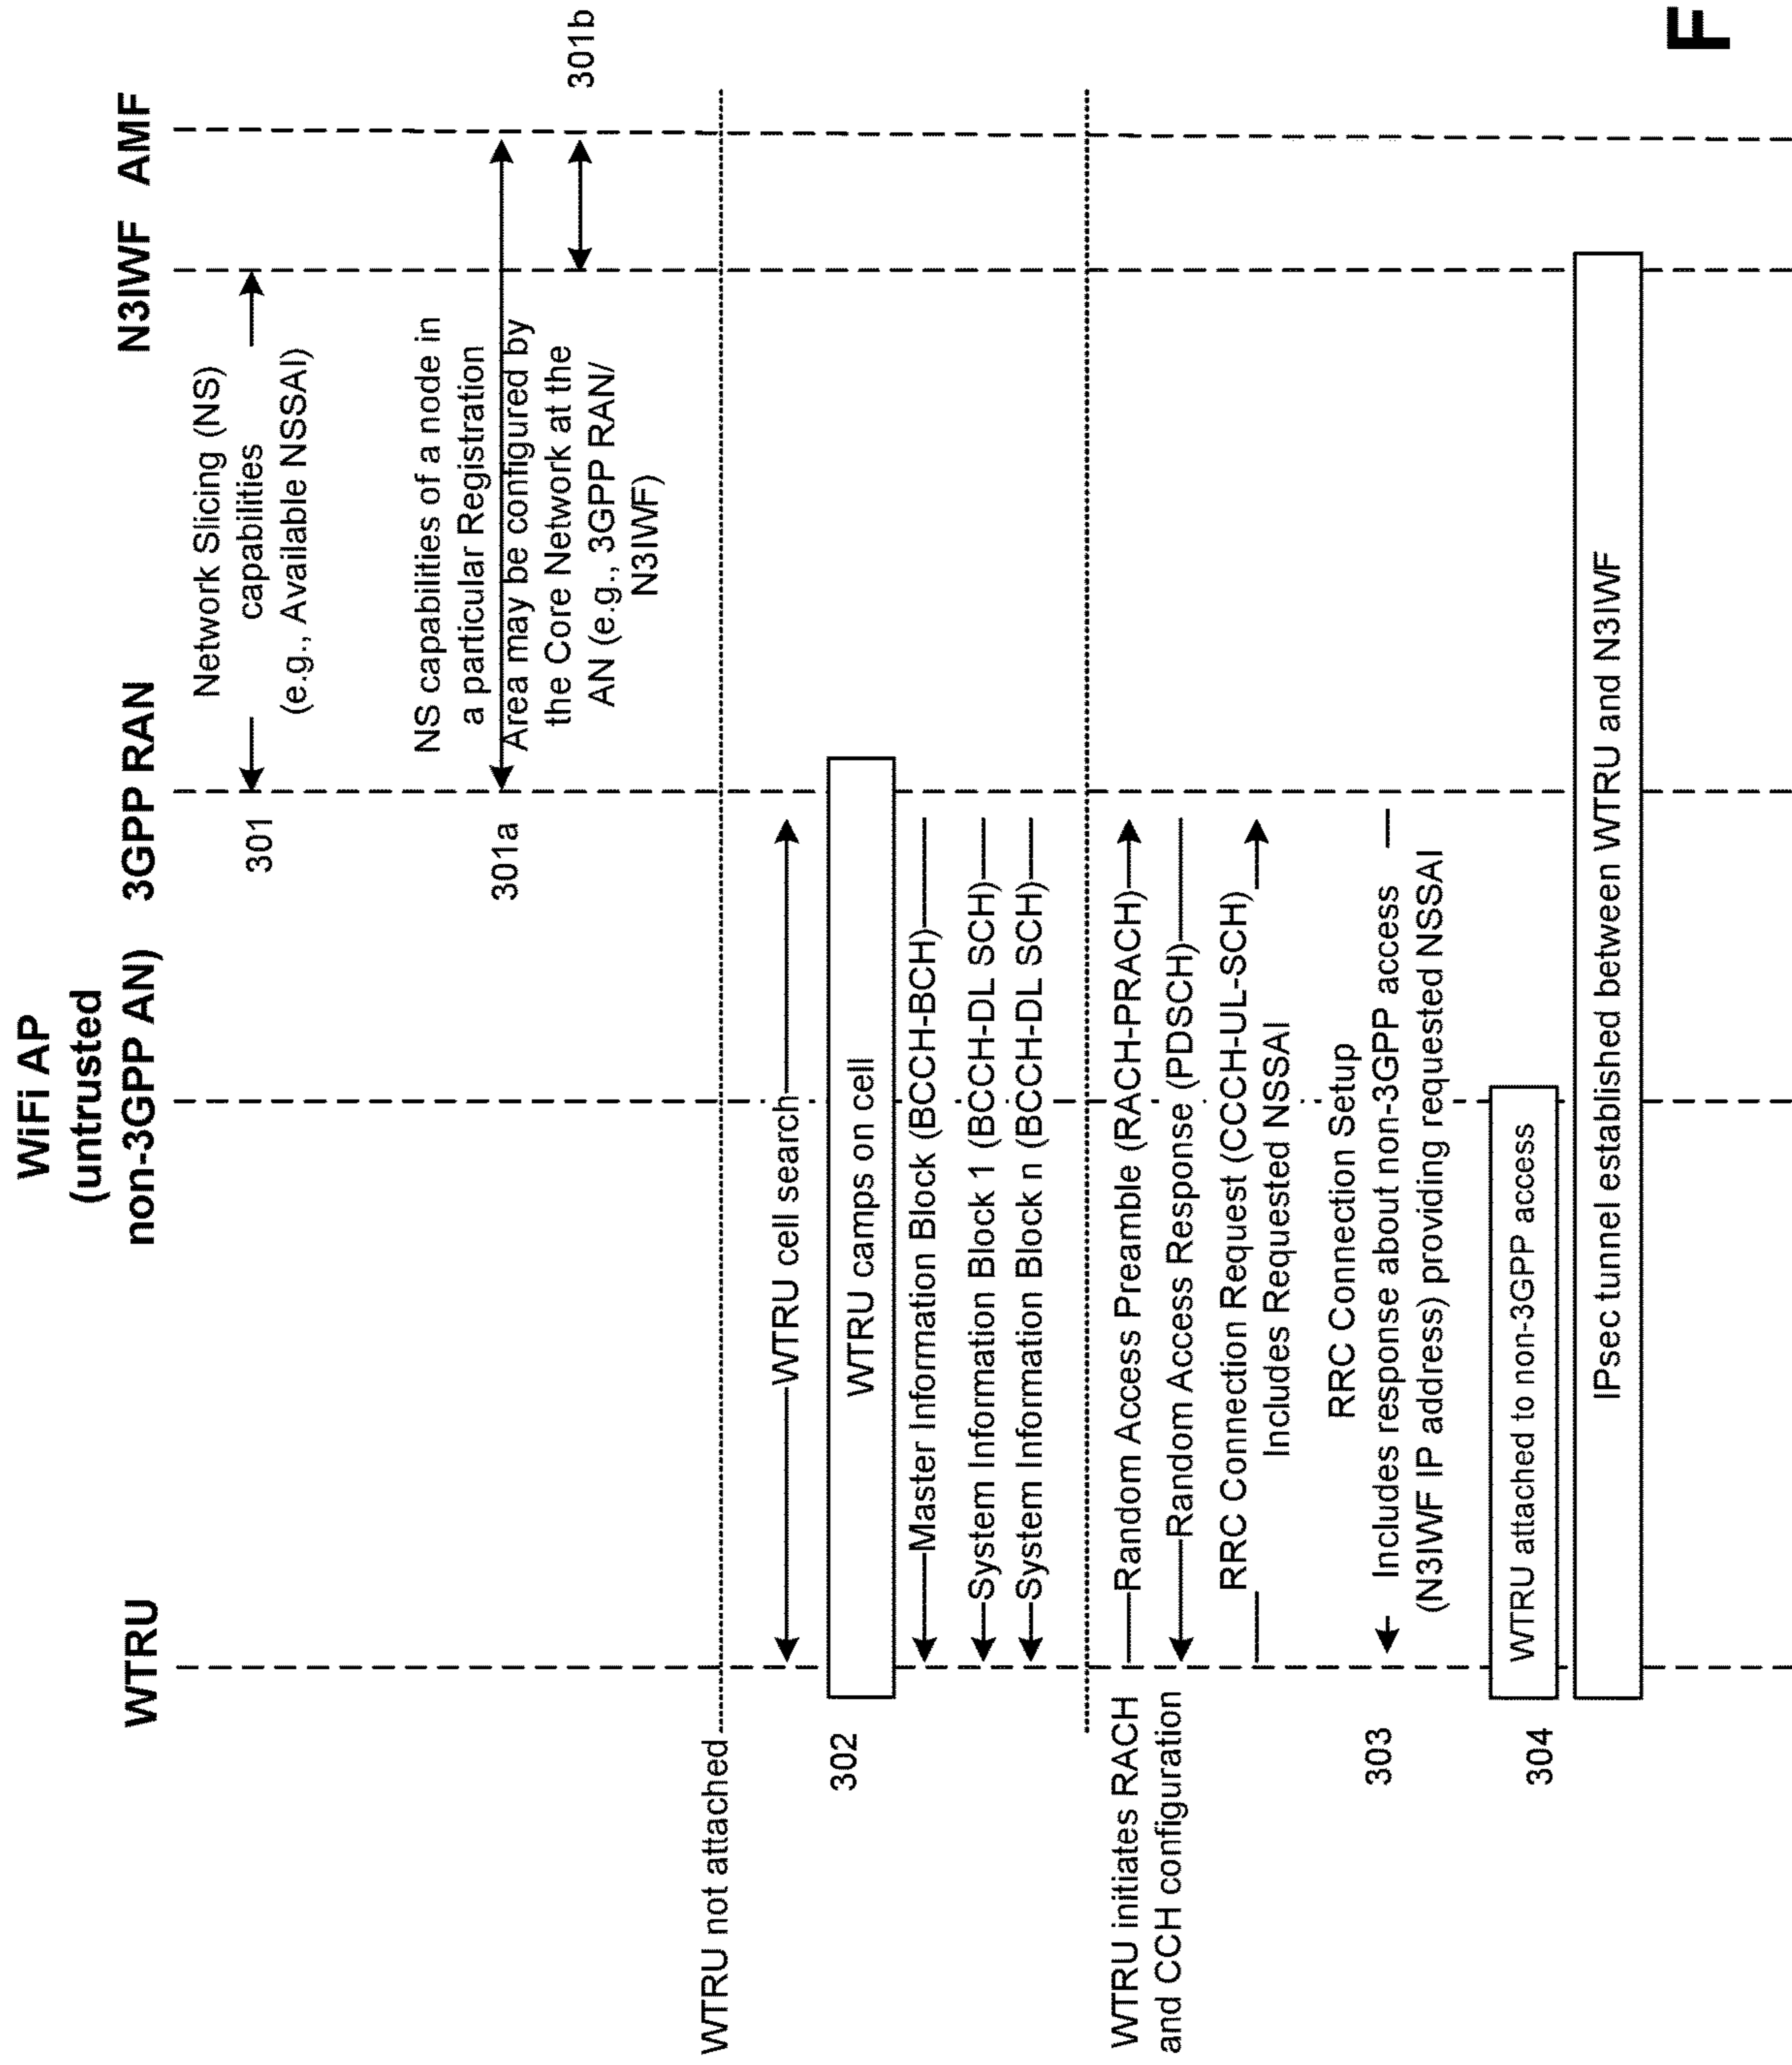 WiFi AP
(untrusted
non-3GPP AN)
WTRU
3GPP RAN
N3IWF
AMF
301
Network Slicing (NS)
capabilities
(e.g., Available NSSAI)
301a
NS capabilities of a node in
a particular Registration
Area may be configured by
the Core Network at the
AN (e.g., 3GPP RAN/
N3IWF)
301b
WTRU not attached
WTRU cell search
302
WTRU camps on cell
Master Information Block (BCCH-BCH)
System Information Block 1 (BCCH-DL SCH)
System Information Block n (BCCH-DL SCH)
WTRU initiates RACH
and CCH configuration
Random Access Preamble (RACH-PRACH)
Random Access Response (PDSCH)
RRC Connection Request (CCCH-UL-SCH)
Includes Requested NSSAI
303
RRC Connection Setup
Includes response about non-3GPP access
(N3IWF IP address) providing requested NSSAI
304
WTRU attached to non-3GPP access
IPsec tunnel established between WTRU and N3IWF
F